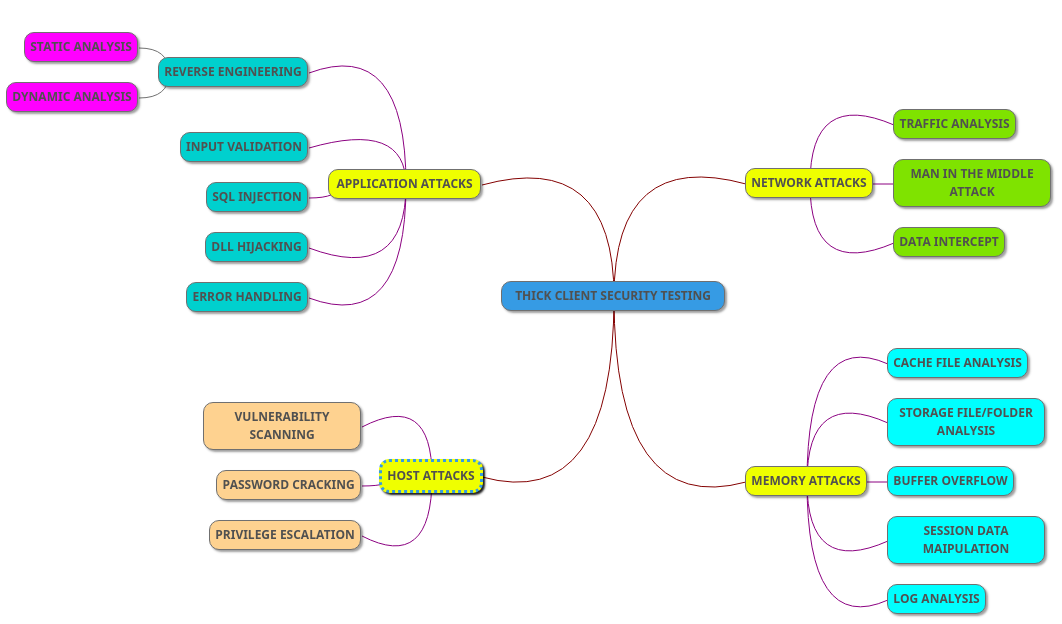 STATIC ANALYSIS
DYNAMIC ANALYSIS
REVERSE ENGINEERING
INPUT VALIDATION
SQL INJECTION
DLL HIJACKING
ERROR HANDLING
APPLICATION ATTACKS
VULNERABILITY
SCANNING
PASSWORD CRACKING
PRIVILEGE ESCALATION
HOST ATTACKS
THICK CLIENT SECURITY TESTING
NETWORK ATTACKS
TRAFFIC ANALYSIS
MAN IN THE MIDDLE
ATTACK
DATA INTERCEPT
MEMORY ATTACKS
CACHE FILE ANALYSIS
STORAGE FILE/FOLDER
ANALYSIS
BUFFER OVERFLOW
SESSION DATA
MAIPULATION
LOG ANALYSIS